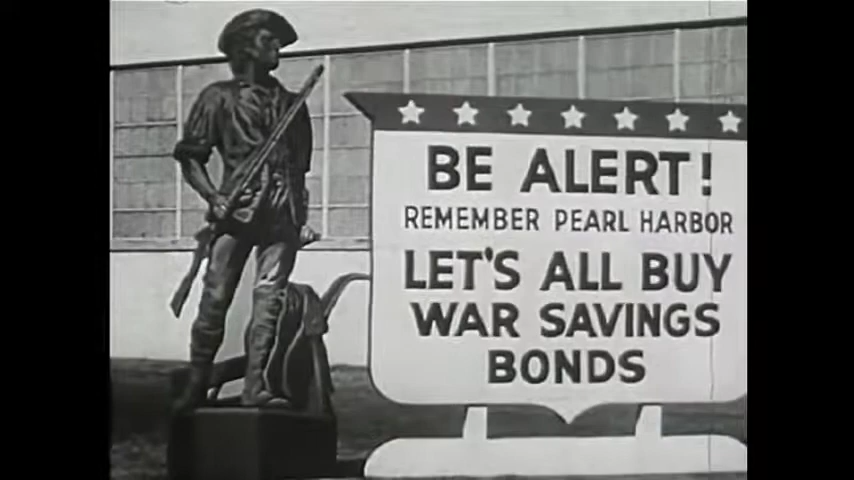 BE ALERT!
REMEMBER PEARL HARBOR
LET'S ALL BUY
WAR SAVINGS
BONDS